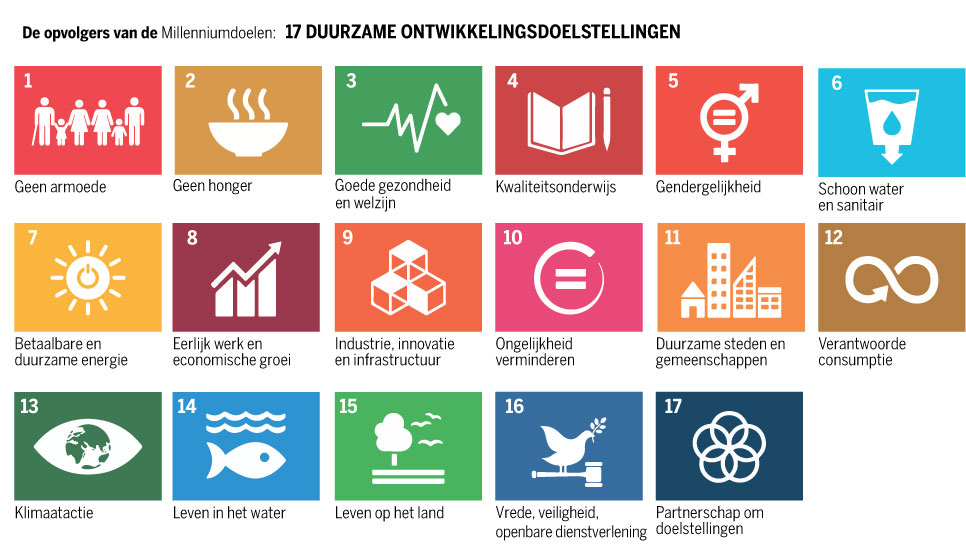 De opvolgers van de Millenniumdoelen: 17 DUURZAME ONTWIKKELINGSDOELSTELLINGEN
1
Geen armoede
2
Geen honger
3
Goede gezondheid
en welzijn
4
Kwaliteitsonderwijs
5
Gendergelijkheid
6
Schoon water
en sanitair
7
Betaalbare en
duurzame energie
8
Eerlijk werk en
economische groei
9
Industrie, innovatie
en infrastructuur
10
Ongelijkheid
verminderen
11
Duurzame steden en
gemeenschappen
12
Verantwoorde
consumptie
13
Klimaatactie
14
Leven in het water
15
Leven op het land
16
Vrede, veiligheid,
openbare dienstverlening
17
Partnerschap om
doelstellingen